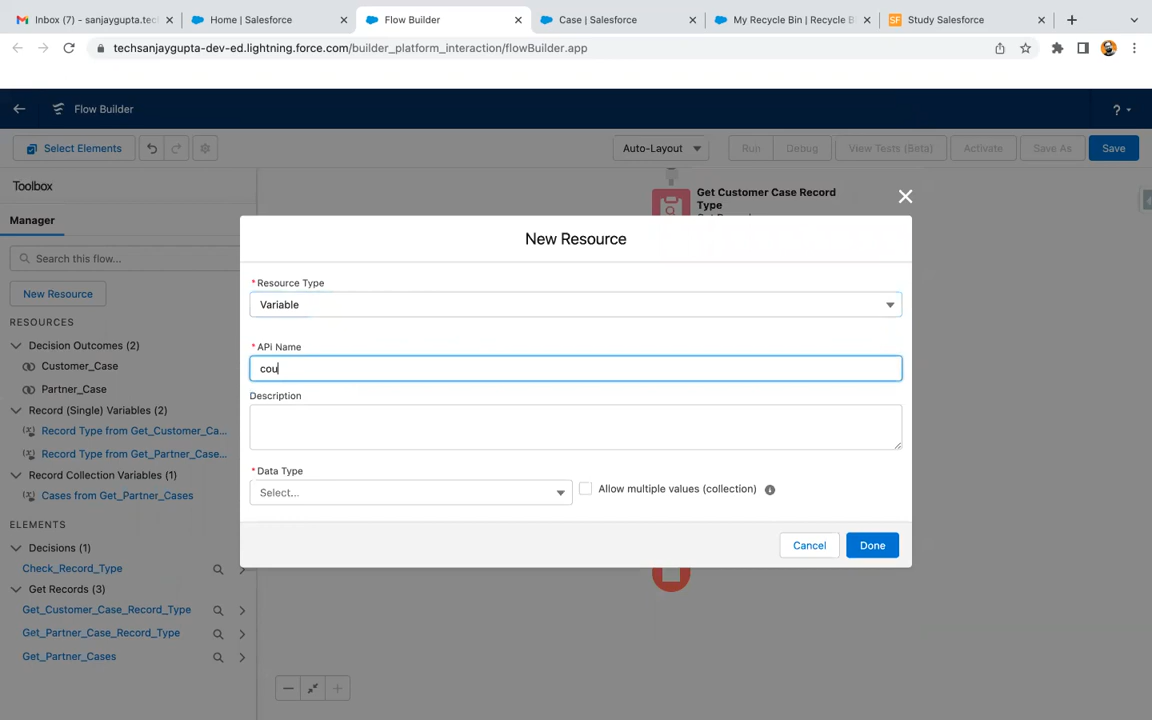 Inbox (7) - sanjaygupta.tec
Home | Salesforce
Flow Builder
Case | Salesforce
My Recycle Bin | Recycle B
Study Salesforce
techsanjaygupta-dev-ed.lightning.force.com/builder_platform_interaction/flowBuilder.app
Flow Builder
?
Select Elements
Auto-Layout
Run
Debug
View Tests (Beta)
Activate
Save As
Save
Toolbox
Manager
Search this flow...
New Resource
RESOURCES
Decision Outcomes (2)
Customer_Case
Partner_Case
Record (Single) Variables (2)
Record Type from Get_Customer_Ca...
Record Type from Get_Partner_Case...
Record Collection Variables (1)
Cases from Get_Partner_Cases
ELEMENTS
Decisions (1)
Check_Record_Type
Get Records (3)
Get_Customer_Case_Record_Type
Get_Partner_Case_Record_Type
Get_Partner_Cases
Get Customer Case Record
Type
New Resource
*Resource Type
Variable
*API Name
cou
Description
*Data Type
Select...
Allow multiple values (collection)
Cancel
Done